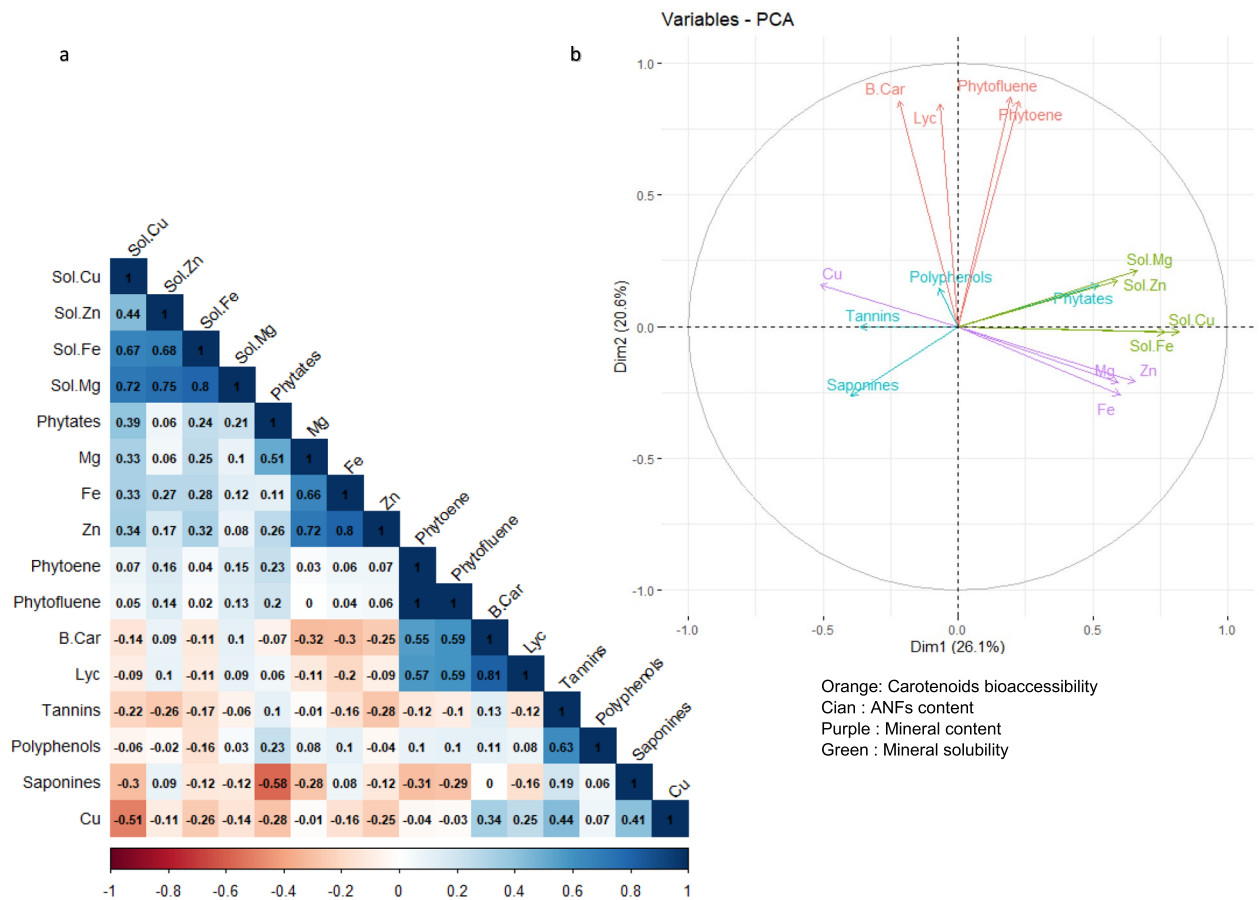 a
Sol.Cu
Sol.Zn
Sol.Fe
Sol.Mg
Phytates
Mg
Fe
Zn
Phytoene
Phytofluene
B.Car
Lyc
Tannins
Polyphenols
Saponines
Cu
Sol.Cu 1
Sol.Zn 0.44 1
Sol.Fe 0.67 0.68 1
Sol.Mg 0.72 0.75 0.8 1
Phytates 0.39 0.06 0.24 0.21 1
Mg 0.33 0.06 0.25 0.1 0.51 1
Fe 0.33 0.27 0.28 0.12 0.11 0.66 1
Zn 0.34 0.17 0.32 0.08 0.26 0.72 0.8 1
Phytoene 0.07 0.16 0.04 0.15 0.23 0.03 0.06 0.07 1
Phytofluene 0.05 0.14 0.02 0.13 0.2 0 0.04 0.06 1 1
B.Car -0.14 0.09 -0.11 0.1 -0.07 -0.32 -0.3 -0.25 0.55 0.59 1
Lyc -0.09 0.1 -0.11 0.09 0.06 -0.11 -0.2 -0.09 0.57 0.59 0.81 1
Tannins -0.22 -0.26 -0.17 -0.06 0.1 -0.01 -0.16 -0.28 -0.12 -0.1 0.13 -0.12 1
Polyphenols -0.06 -0.02 -0.16 0.03 0.23 0.08 0.1 -0.04 0.1 0.1 0.11 0.08 0.63 1
Saponines -0.3 0.09 -0.12 -0.12 -0.58 -0.28 0.08 -0.12 -0.31 -0.29 0 -0.16 0.19 0.06 1
Cu -0.51 -0.11 -0.26 -0.14 -0.28 -0.01 -0.16 -0.25 -0.04 -0.03 0.34 0.25 0.44 0.07 0.41 1
-1 -0.8 -0.6 -0.4 -0.2 0 0.2 0.4 0.6 0.8 1
b
Variables - PCA
1.0
0.5
0.0
-0.5
-1.0
Dim2 (20.6%)
B.Car
Phytofluene
Lyc
Phytoene
Cu
Polyphenols
Sol.Mg
Sol.Zn
Phytates
Tannins
Sol.Cu
Sol.Fe
Saponines
Mg
Zn
Fe
-1.0 -0.5 0.0 0.5 1.0
Dim1 (26.1%)
Orange: Carotenoids bioaccessibility
Cian : ANFs content
Purple : Mineral content
Green : Mineral solubility